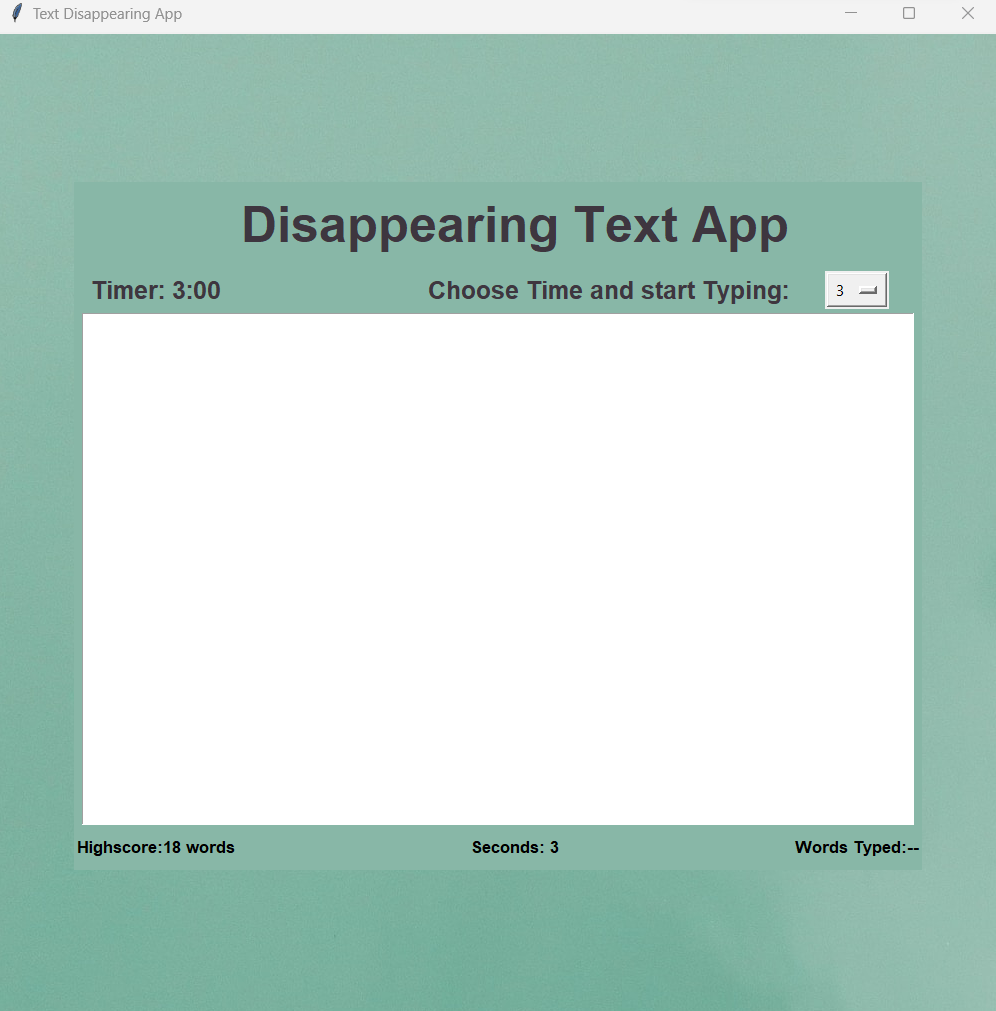 Text Disappearing App
Disappearing Text App
Timer: 3:00 Choose Time and start Typing: 3
Highscore:18 words Seconds: 3 Words Typed:--